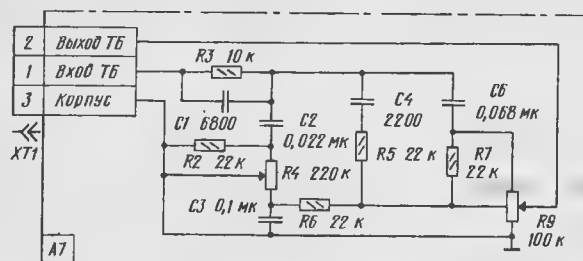 2 Выход ТБ
1 Вход ТБ
3 Корпус
XT1
R3 10 к
C1 6800
C2 0,022 мк
C4 2200
C6 0,068 мк
R2 22 к
R4 220 к
R5 22 к
R7 22 к
C3 0,1 мк
R6 22 к
R9 100 к
A7